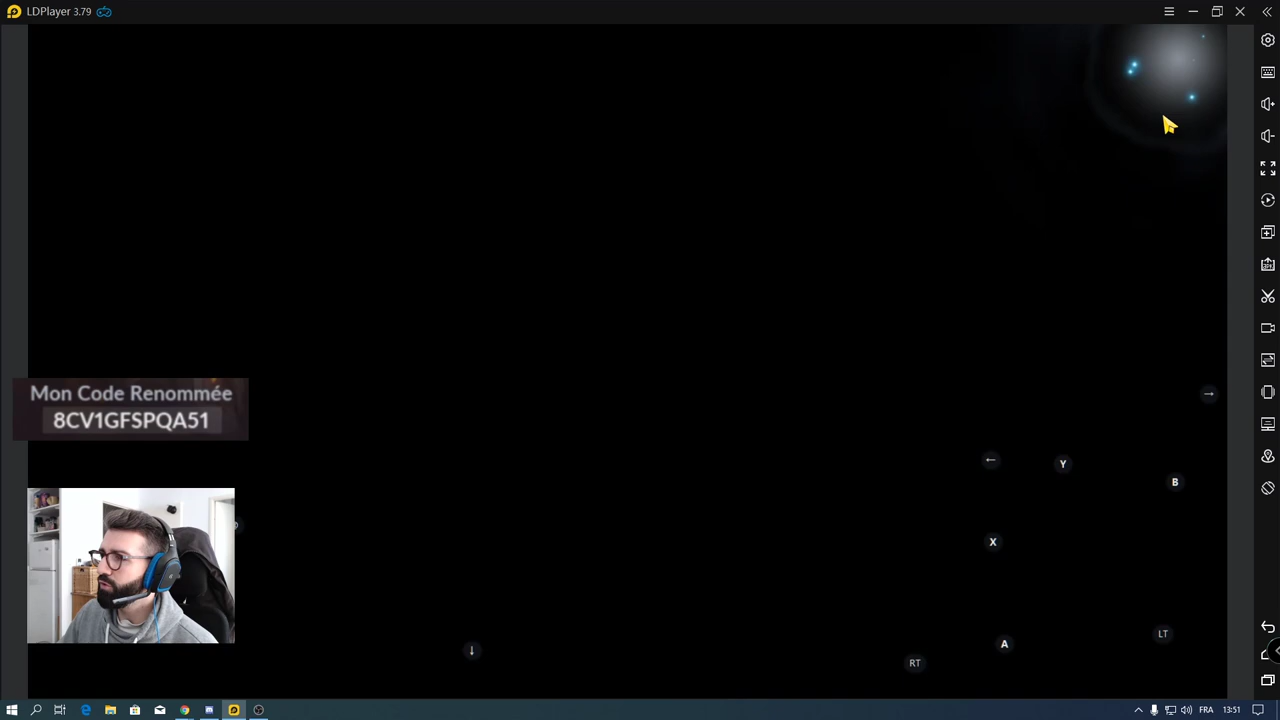 LDPlayer 3.79
Mon Code Renommée
8CV1GFSPQA51
Y
B
X
LT
A
RT
FRA
13:51